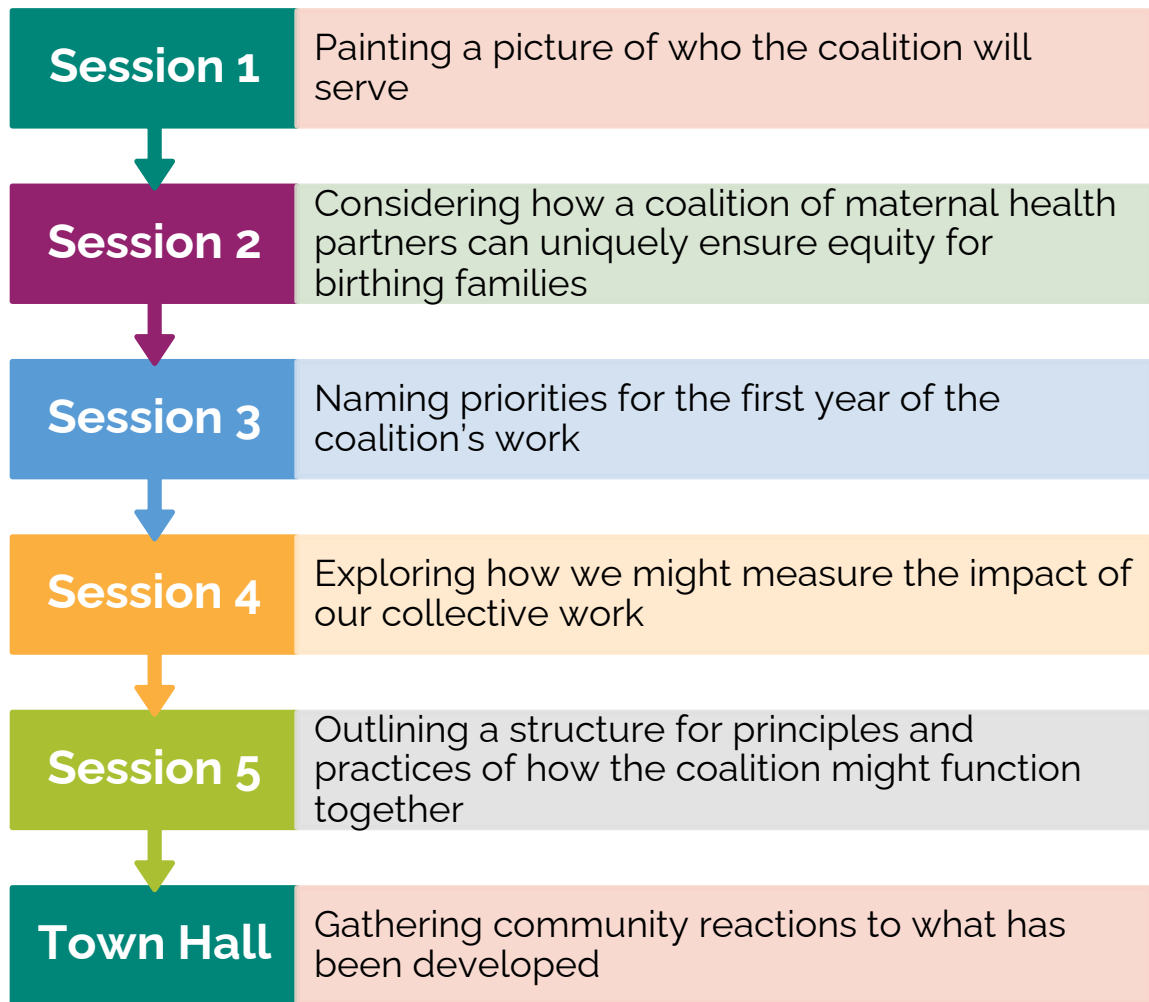 Session 1
Painting a picture of who the coalition will
serve
Session 2
Considering how a coalition of maternal health
partners can uniquely ensure equity for
birthing families
Session 3
Naming priorities for the first year of the
coalition’s work
Session 4
Exploring how we might measure the impact of
our collective work
Session 5
Outlining a structure for principles and
practices of how the coalition might function
together
Town Hall
Gathering community reactions to what has
been developed